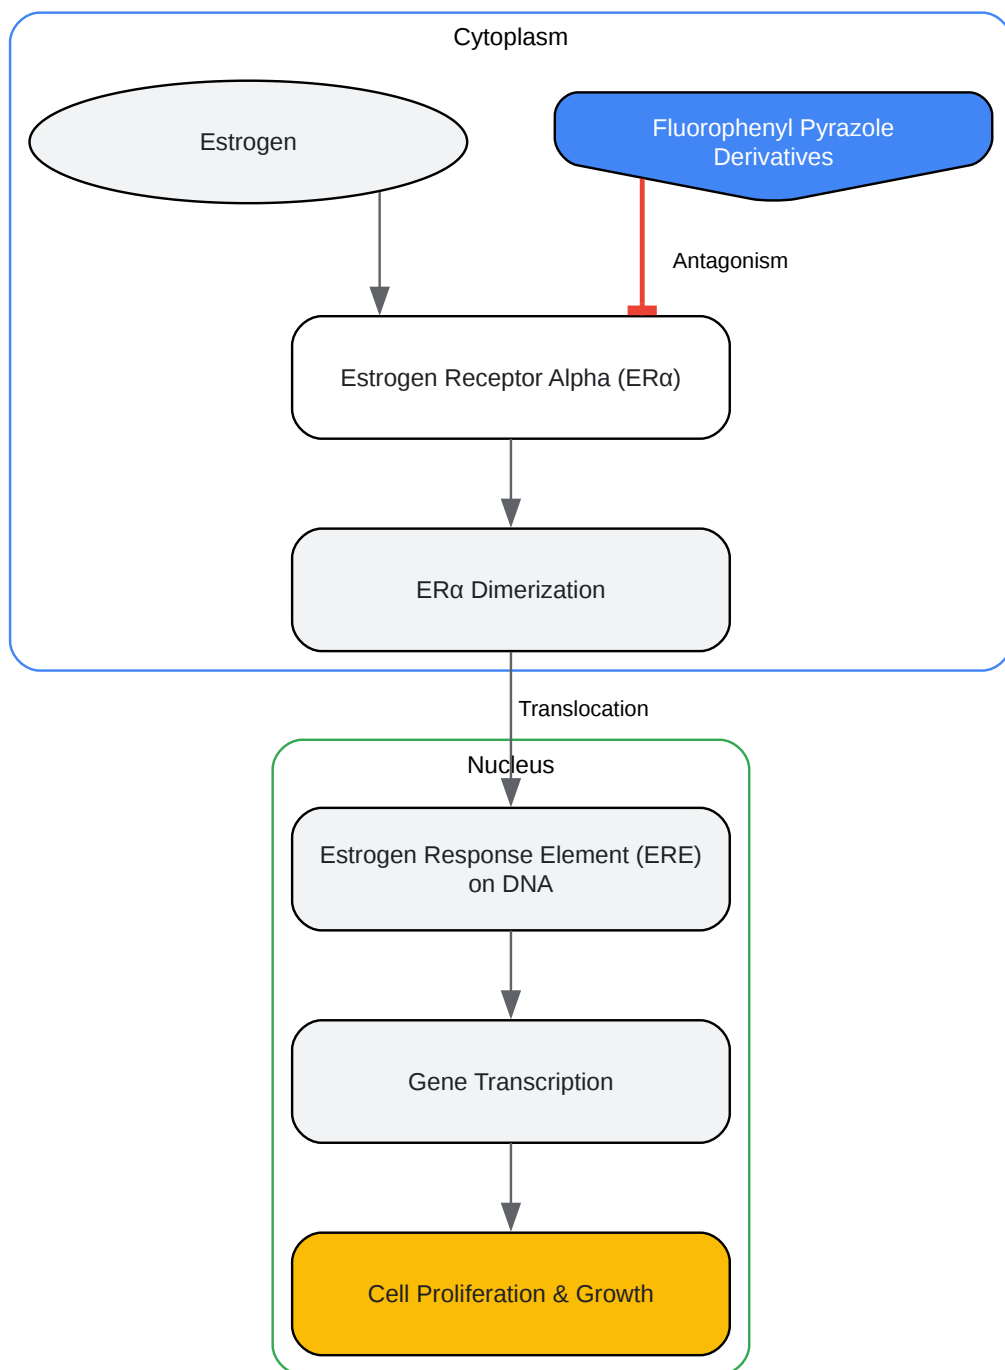 Cytoplasm
Estrogen
Fluorophenyl Pyrazole
Derivatives
Antagonism
Estrogen Receptor Alpha (ERα)
ERα Dimerization
Translocation
Nucleus
Estrogen Response Element (ERE)
on DNA
Gene Transcription
Cell Proliferation & Growth